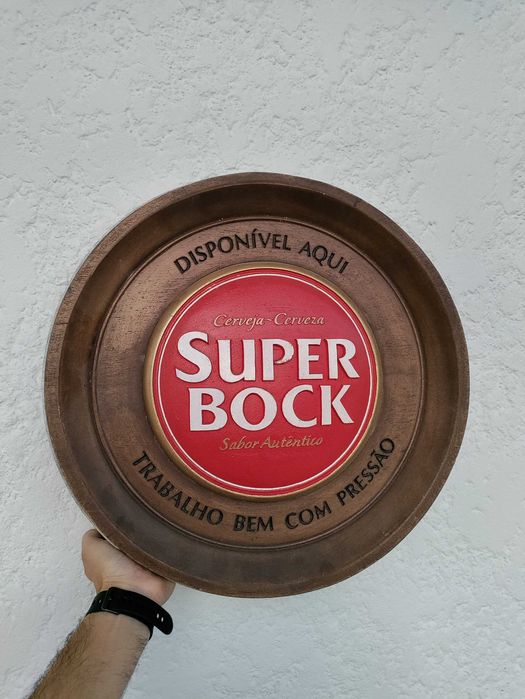 DISPONÍVEL AQUI
Cerveja - Cerveza
SUPER
BOCK
Sabor Autêntico
TRABALHO BEM COM PRESSÃO